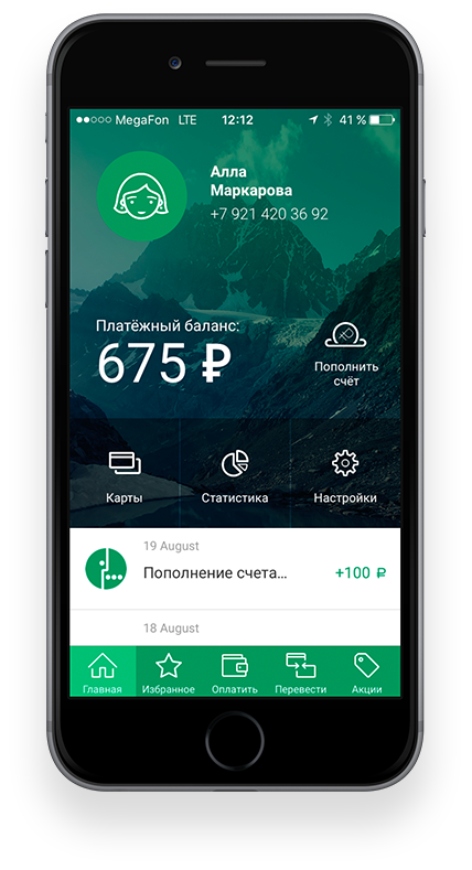 MegaFon LTE 12:12 41 %
Алла
Маркарова
+7 921 420 36 92
Платёжный баланс:
675 ₽
Пополнить
счёт
Карты Статистика Настройки
19 August
Пополнение счета... +100 ₽
18 August
Главная Избранное Оплатить Перевести Акции